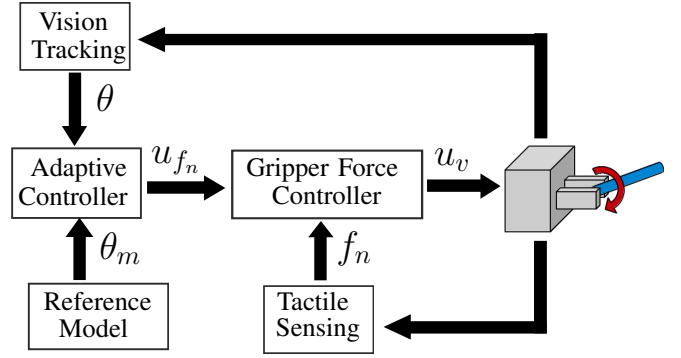 Vision
Tracking
θ
Adaptive
Controller
u_{f_n}
Gripper Force
Controller
u_v
θ_m
f_n
Reference
Model
Tactile
Sensing